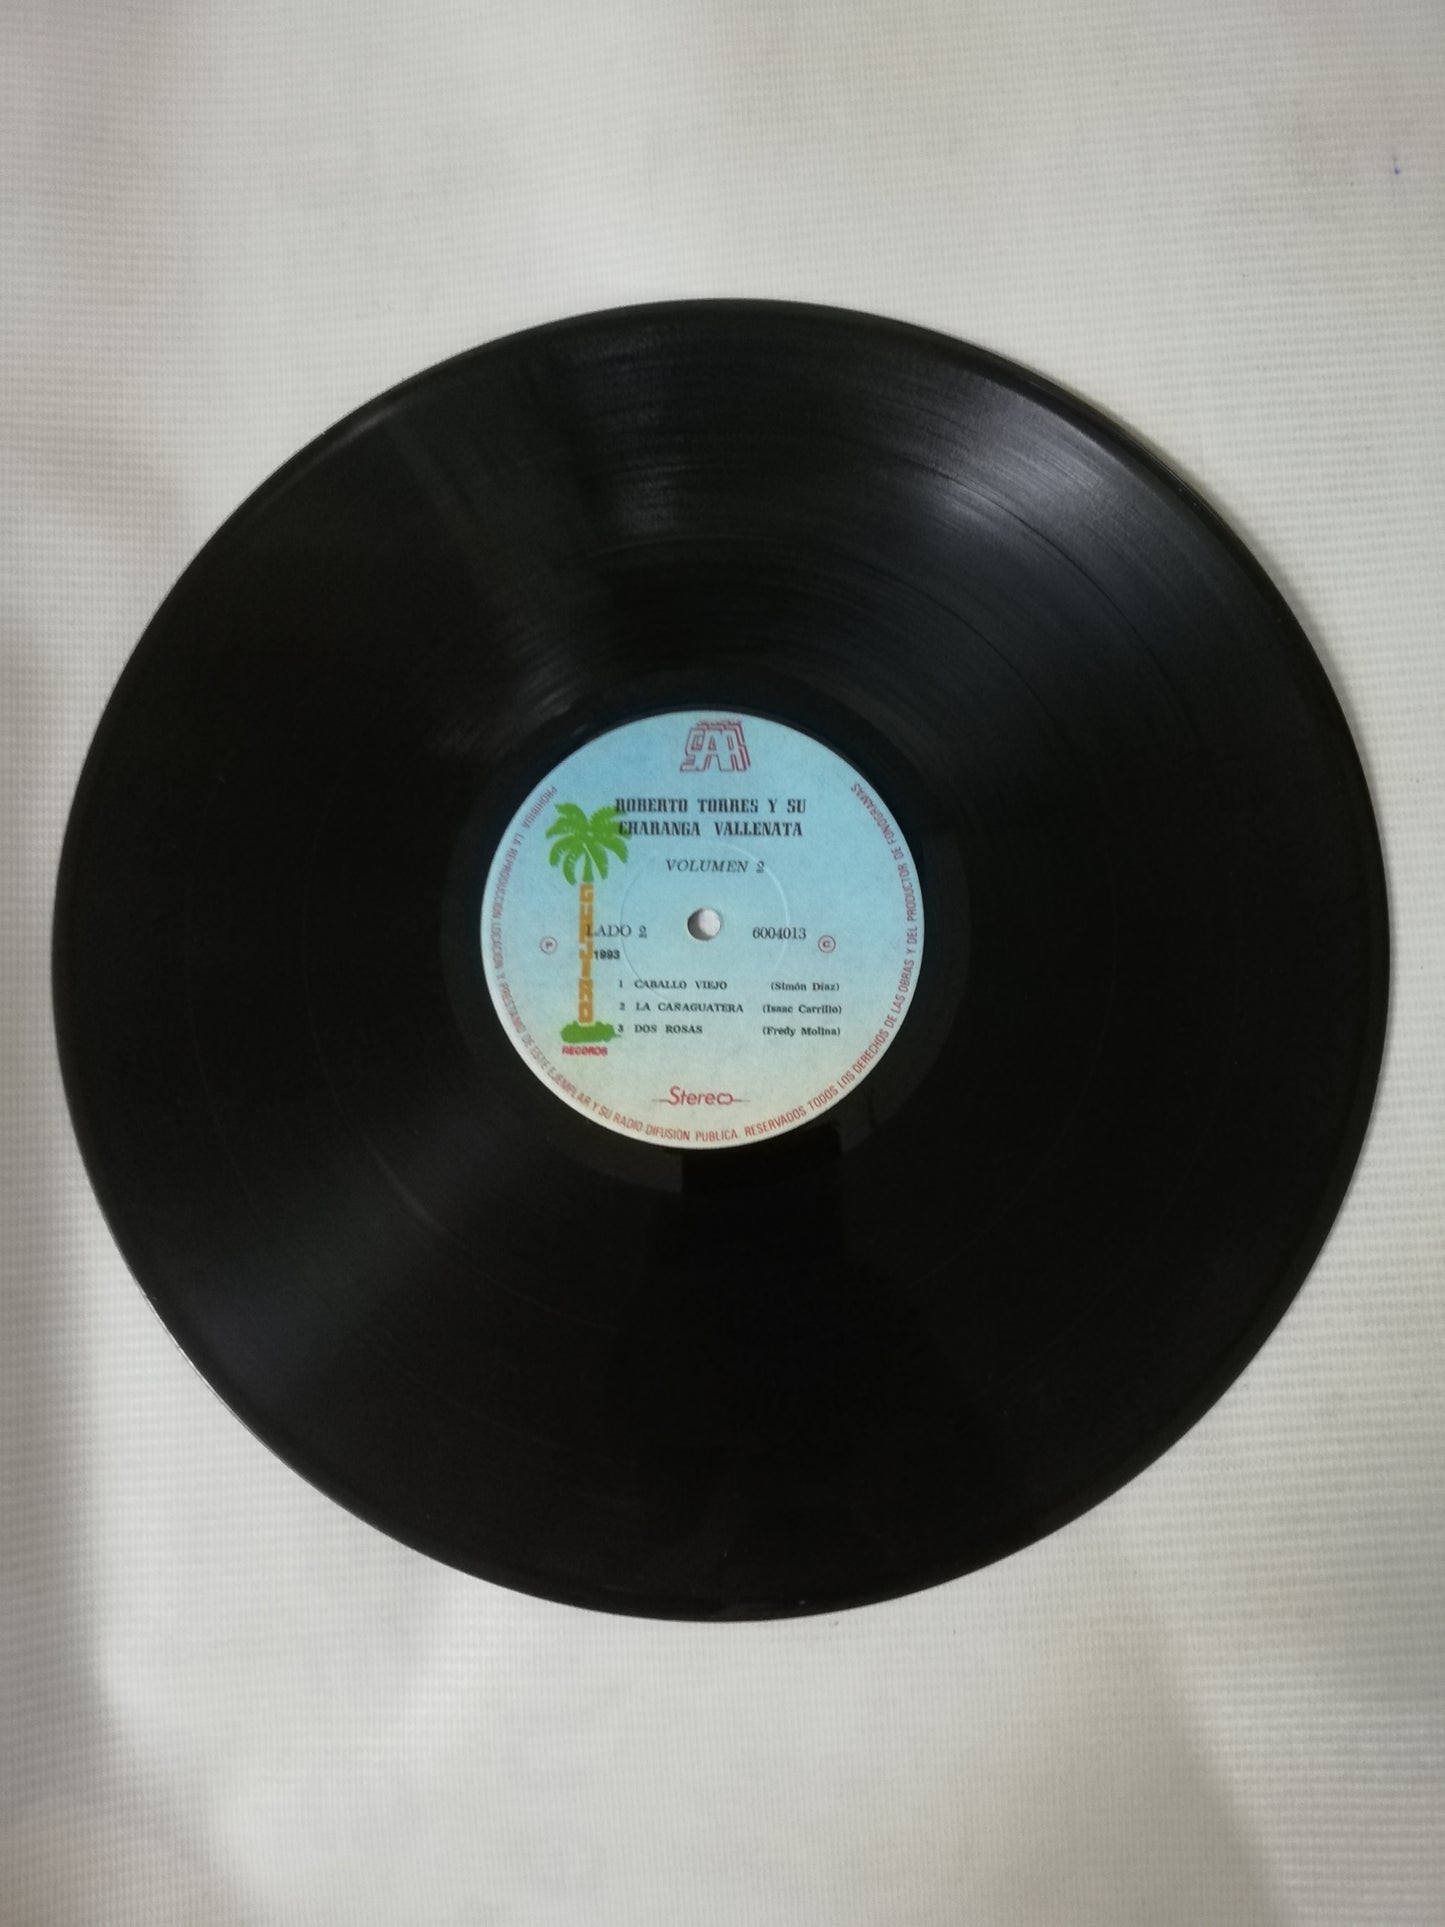 SAR
ROBERTO TORRES Y SU
CHARANGA VALLENATA
VOLUMEN 2
GUAJIRO
RECORDS
LADO 2
6004013
P
C
1993
1 CABALLO VIEJO (Simón Díaz)
2 LA CAÑAGUATERA (Isaac Carrillo)
3 DOS ROSAS (Fredy Molina)
Stereo
PROHIBIDA LA REPRODUCCION LOCACION Y PRESTAMO DE ESTE EJEMPLAR Y SU RADIO DIFUSION PUBLICA. RESERVADOS TODOS LOS DERECHOS DE LAS OBRAS Y DEL PRODUCTOR DE FONOGRAMAS